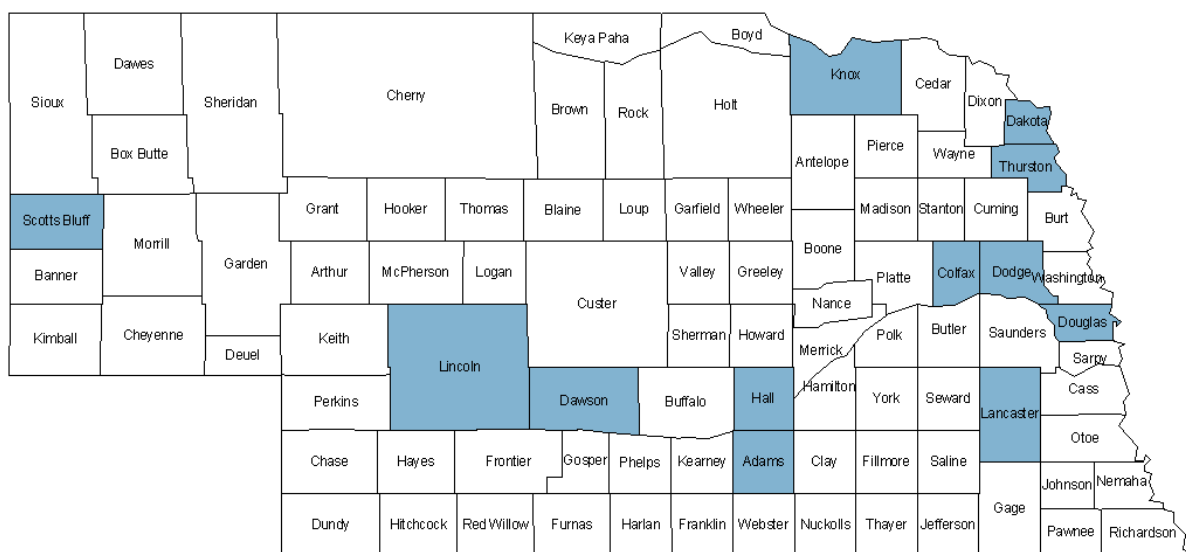 Keya Paha
Boyd
Dawes
Sioux
Sheridan
Cherry
Brown
Rock
Holt
Knox
Cedar
Dixon
Dakota
Box Butte
Antelope
Pierce
Wayne
Thurston
Scotts Bluff
Morrill
Grant
Hooker
Thomas
Blaine
Loup
Garfield
Wheeler
Madison
Stanton
Cuming
Burt
Banner
Garden
Arthur
McPherson
Logan
Custer
Valley
Greeley
Boone
Platte
Colfax
Dodge
Washington
Nance
Kimball
Cheyenne
Deuel
Keith
Lincoln
Sherman
Howard
Merrick
Polk
Butler
Saunders
Douglas
Sarpy
Perkins
Dawson
Buffalo
Hall
Hamilton
York
Seward
Lancaster
Cass
Otoe
Chase
Hayes
Frontier
Gosper
Phelps
Kearney
Adams
Clay
Fillmore
Saline
Johnson
Nemaha
Dundy
Hitchcock
Red Willow
Furnas
Harlan
Franklin
Webster
Nuckolls
Thayer
Jefferson
Gage
Pawnee
Richardson